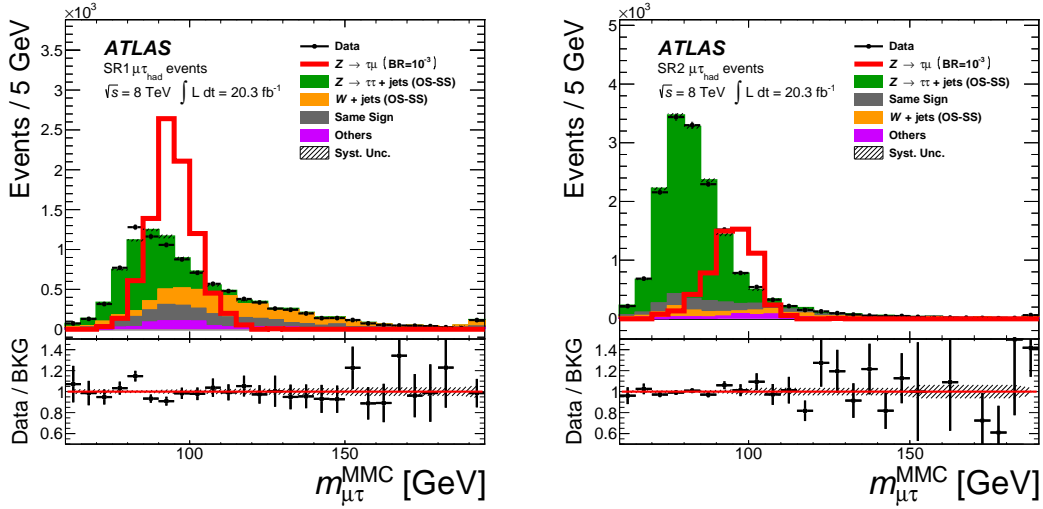 ×10³
Events / 5 GeV
3.5
3
2.5
2
1.5
1
0.5
0
ATLAS
SR1 μτhad events
√s = 8 TeV ∫ L dt = 20.3 fb⁻¹
Data
Z → τμ (BR=10⁻³)
Z → ττ + jets (OS-SS)
W + jets (OS-SS)
Same Sign
Others
Syst. Unc.
Data / BKG
1.4
1.2
1
0.8
0.6
100 150
mμτ^MMC [GeV]
×10³
Events / 5 GeV
5
4
3
2
1
0
ATLAS
SR2 μτhad events
√s = 8 TeV ∫ L dt = 20.3 fb⁻¹
Data
Z → τμ (BR=10⁻³)
Z → ττ + jets (OS-SS)
Same Sign
W + jets (OS-SS)
Others
Syst. Unc.
Data / BKG
1.4
1.2
1
0.8
0.6
100 150
mμτ^MMC [GeV]